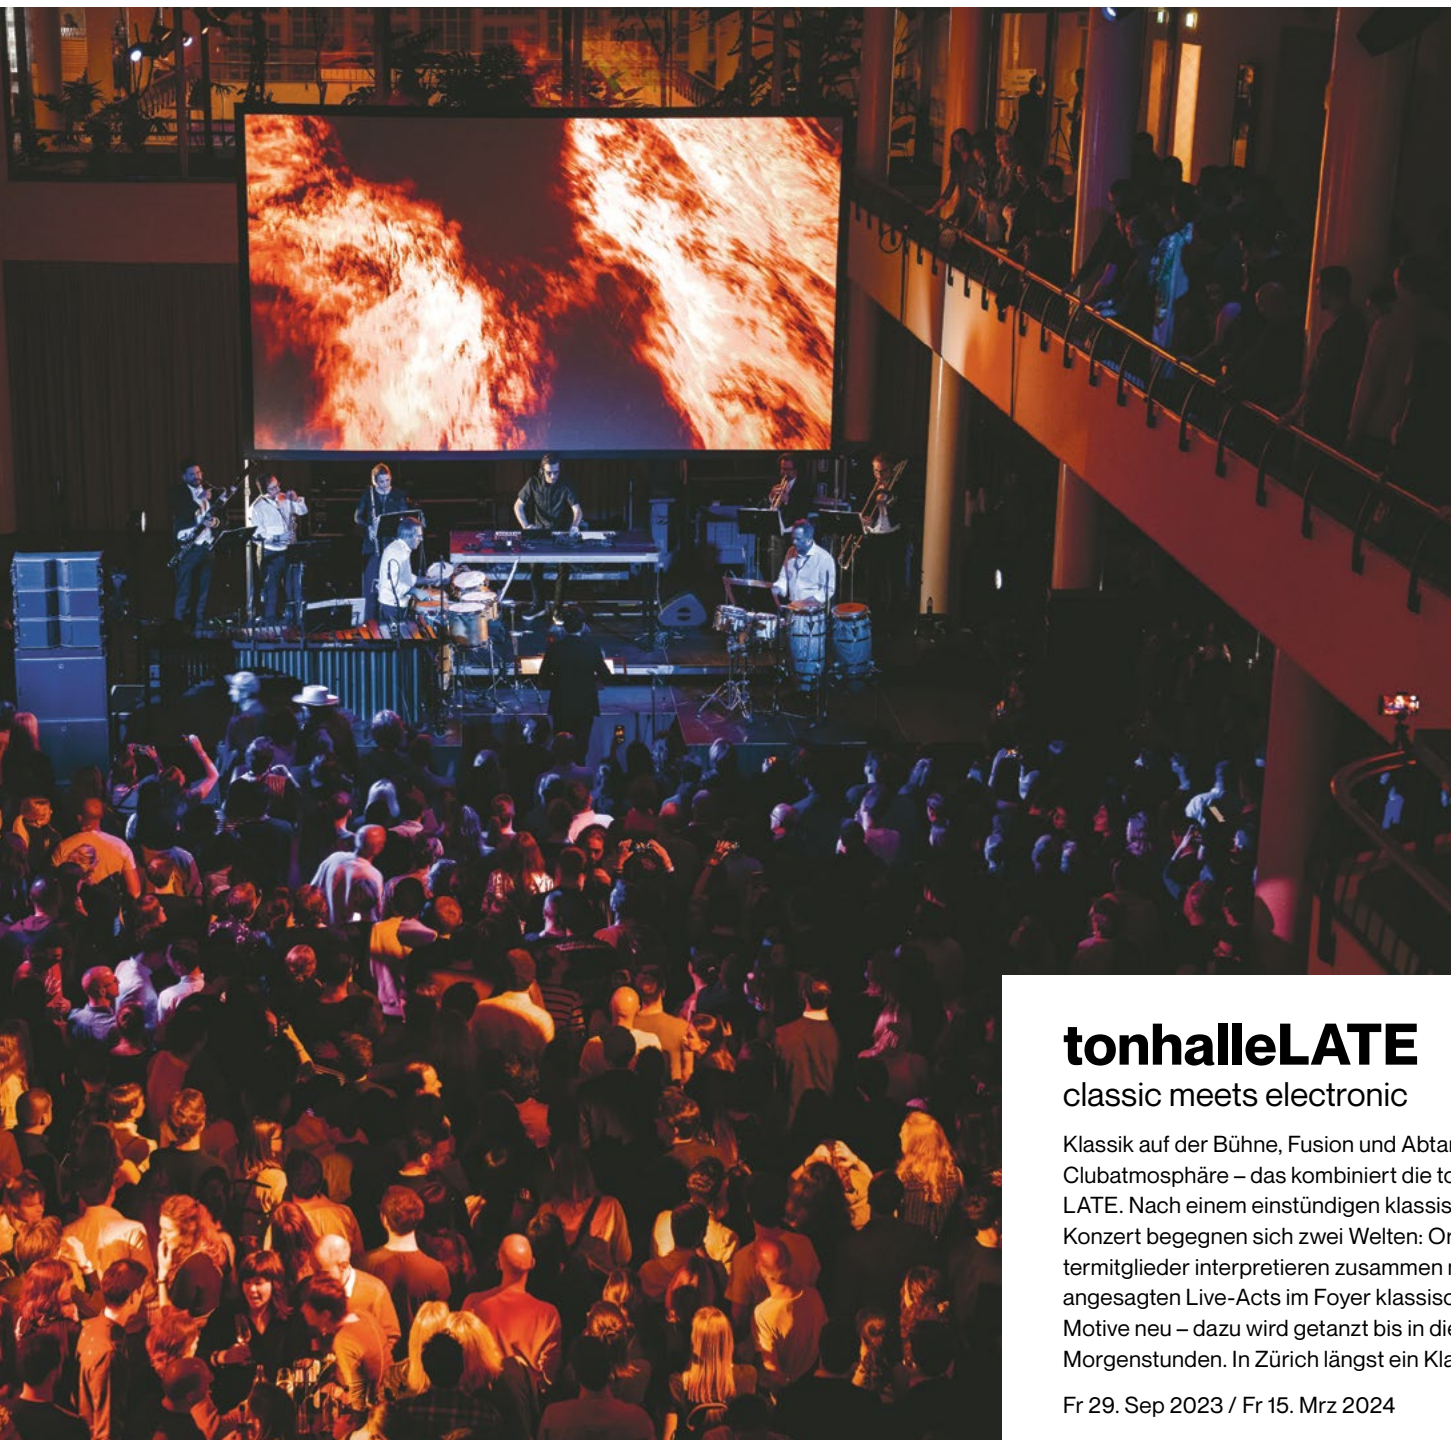 tonhalleLATE
classic meets electronic
Klassik auf der Bühne, Fusion und
Clubatmosphäre – das kombiniert die
LATE. Nach einem einstündigen
Konzert begegnen sich zwei Welten:
termitglieder interpretieren zusammen
angesagten Live-Acts im Foyer
Motive neu – dazu wird getanzt bis in
Morgenstunden. In Zürich längst ein
Fr 29. Sep 2023 / Fr 15. Mrz 2024